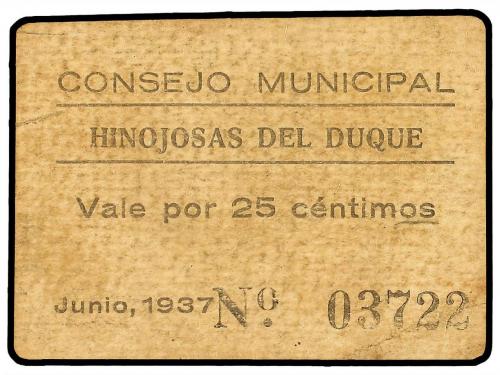 CONSEJO MUNICIPAL
HINOJOSAS DEL DUQUE
Vale por 25 céntimos
Junio, 1937 Nº. 03722